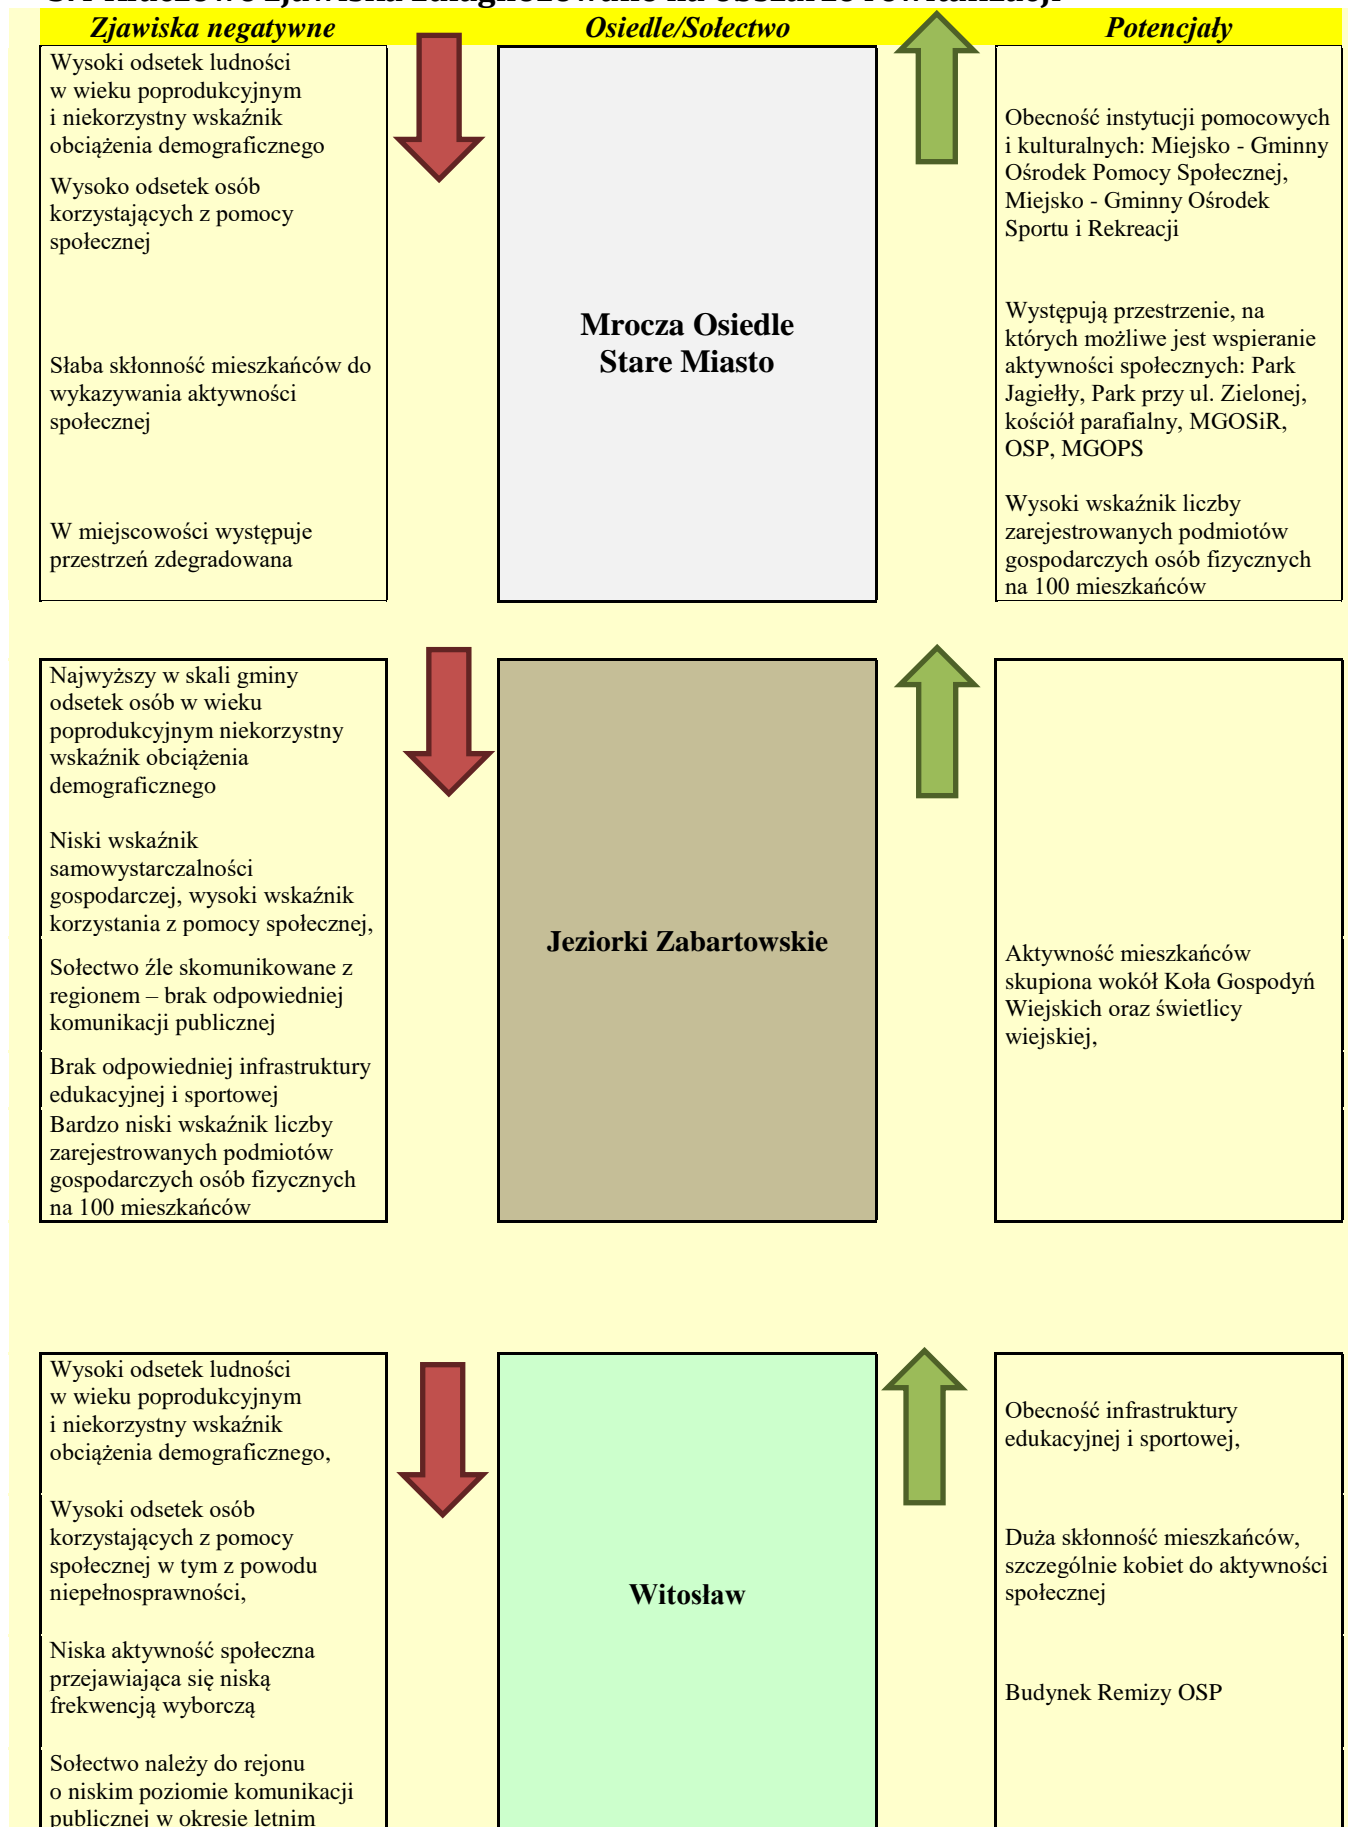 Zjawiska negatywne
Osiedle/Sołectwo
Potencjały
Wysoki odsetek ludności
w wieku poprodukcyjnym
i niekorzystny wskaźnik
obciążenia demograficznego
Wysoko odsetek osób
korzystających z pomocy
społecznej
Słaba skłonność mieszkańców do
wykazywania aktywności
społecznej
W miejscowości występuje
przestrzeń zdegradowana
Mrocza Osiedle
Stare Miasto
Obecność instytucji pomocowych
i kulturalnych: Miejsko - Gminny
Ośrodek Pomocy Społecznej,
Miejsko - Gminny Ośrodek
Sportu i Rekreacji
Występują przestrzenie, na
których możliwe jest wspieranie
aktywności społecznych: Park
Jagiełły, Park przy ul. Zielonej,
kościół parafialny, MGOSiR,
OSP, MGOPS
Wysoki wskaźnik liczby
zarejestrowanych podmiotów
gospodarczych osób fizycznych
na 100 mieszkańców
Najwyższy w skali gminy
odsetek osób w wieku
poprodukcyjnym niekorzystny
wskaźnik obciążenia
demograficznego
Niski wskaźnik
samowystarczalności
gospodarczej, wysoki wskaźnik
korzystania z pomocy społecznej,
Sołectwo źle skomunikowane z
regionem – brak odpowiedniej
komunikacji publicznej
Brak odpowiedniej infrastruktury
edukacyjnej i sportowej
Bardzo niski wskaźnik liczby
zarejestrowanych podmiotów
gospodarczych osób fizycznych
na 100 mieszkańców
Jeziorki Zabartowskie
Aktywność mieszkańców
skupiona wokół Koła Gospodyń
Wiejskich oraz świetlicy
wiejskiej,
Wysoki odsetek ludności
w wieku poprodukcyjnym
i niekorzystny wskaźnik
obciążenia demograficznego,
Wysoki odsetek osób
korzystających z pomocy
społecznej w tym z powodu
niepełnosprawności,
Niska aktywność społeczna
przejawiająca się niską
frekwencją wyborczą
Sołectwo należy do rejonu
o niskim poziomie komunikacji
publicznej w okresie letnim
Witosław
Obecność infrastruktury
edukacyjnej i sportowej,
Duża skłonność mieszkańców,
szczególnie kobiet do aktywności
społecznej
Budynek Remizy OSP